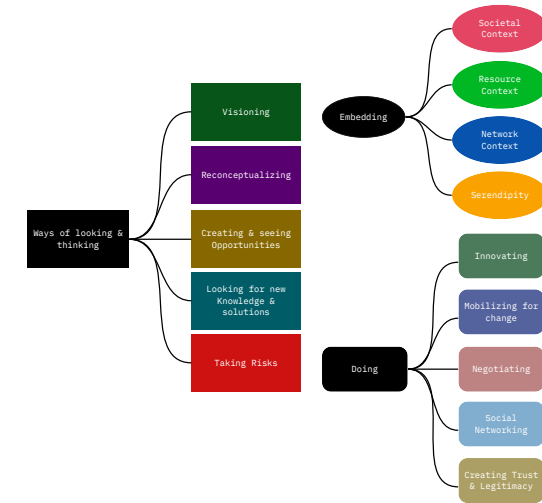 Ways of looking &
thinking
Visioning
Reconceptualizing
Creating & seeing
Opportunities
Looking for new
Knowledge &
solutions
Taking Risks
Embedding
Societal
Context
Resource
Context
Network
Context
Serendipity
Doing
Innovating
Mobilizing for
change
Negotiating
Social
Networking
Creating Trust
& Legitimacy